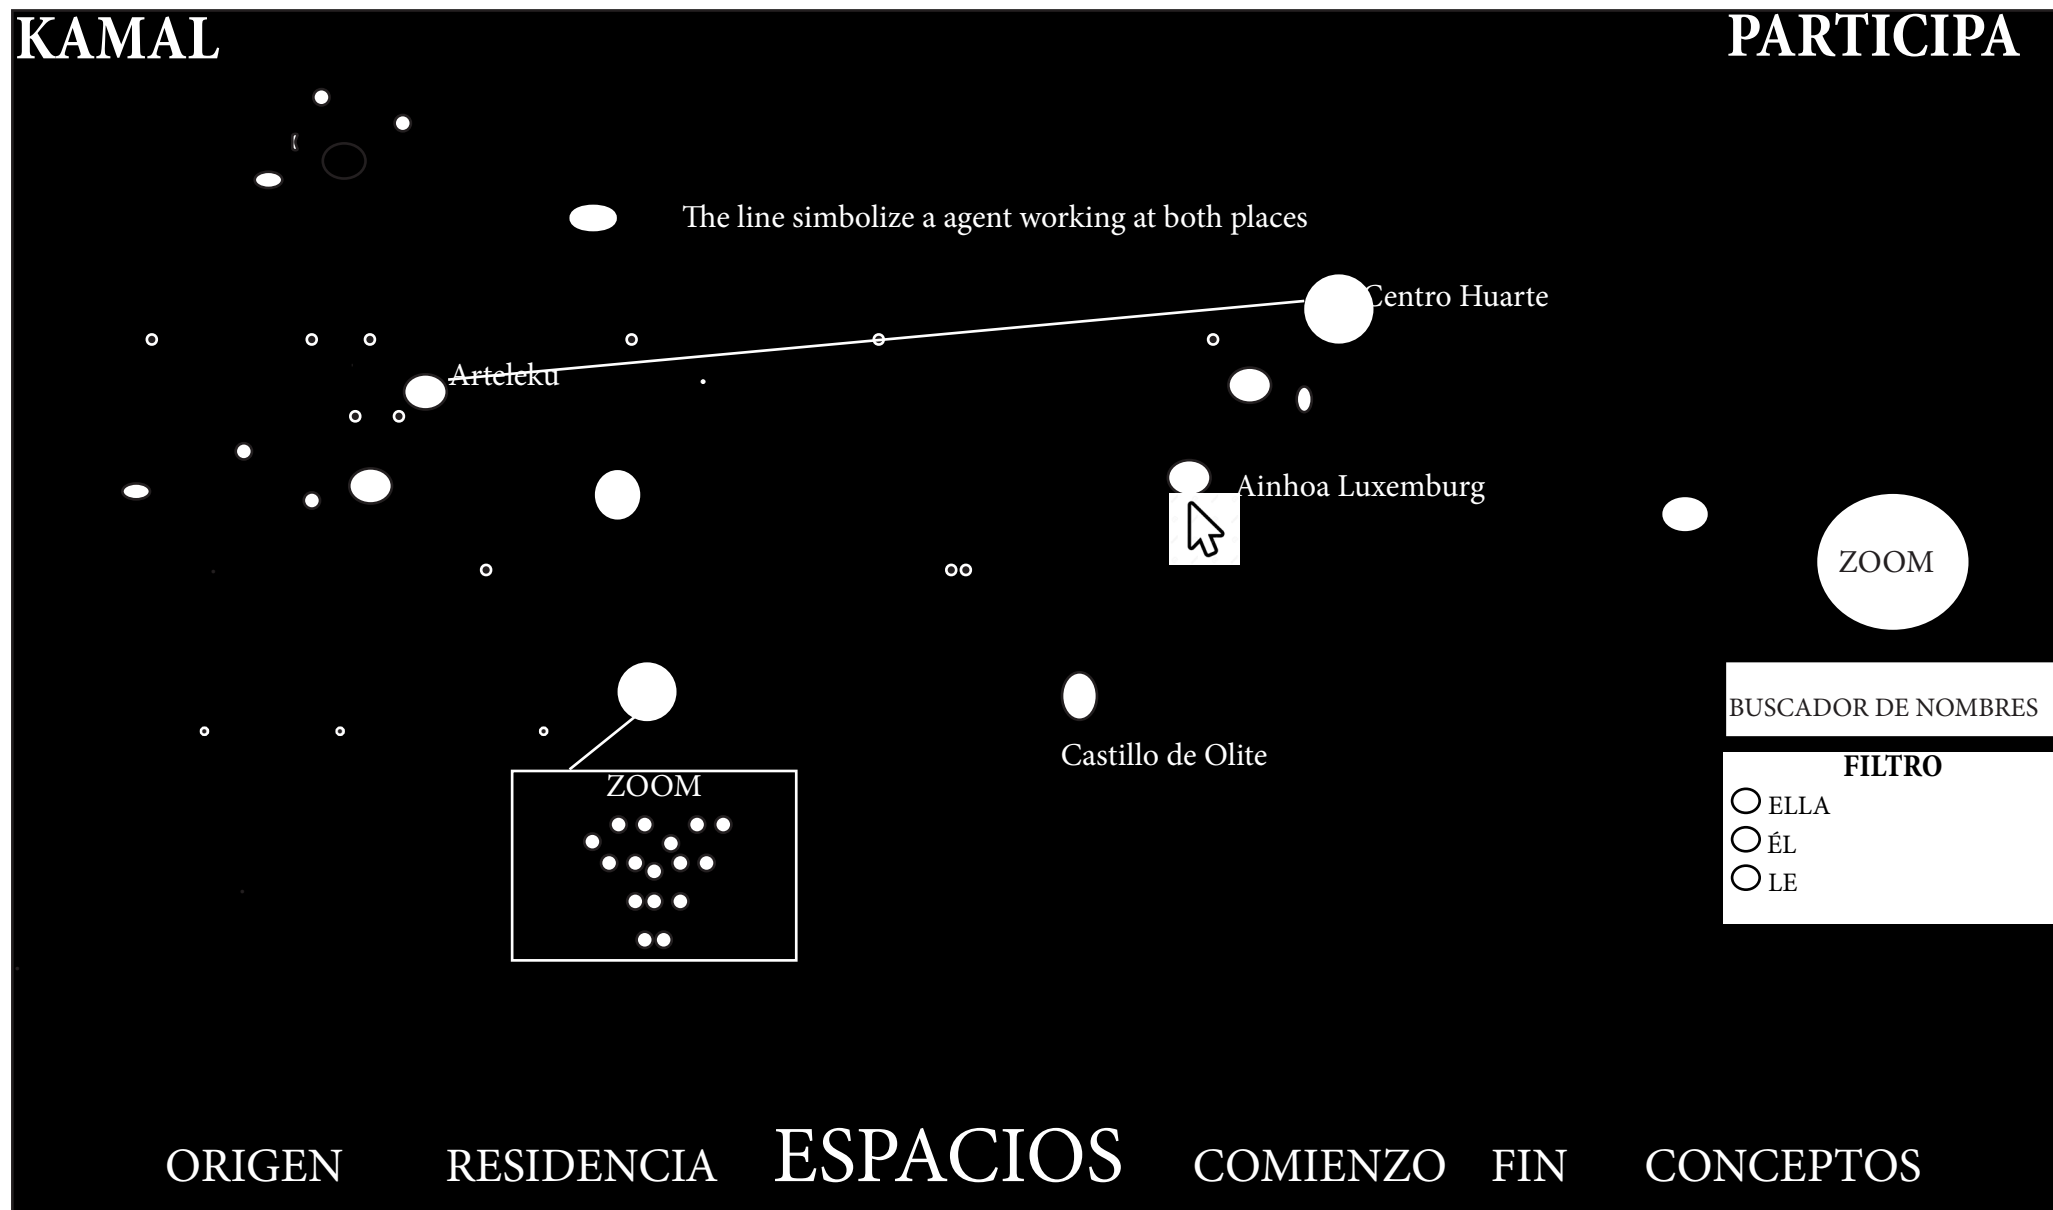 KAMAL
PARTICIPA
The line simbolize a agent working at both places
Centro Huarte
Arteleku
Ainhoa Luxemburg
ZOOM
BUSCADOR DE NOMBRES
Castillo de Olite
FILTRO
ZOOM
ELLA
ÉL
LE
ORIGEN RESIDENCIA ESPACIOS COMIENZO FIN CONCEPTOS